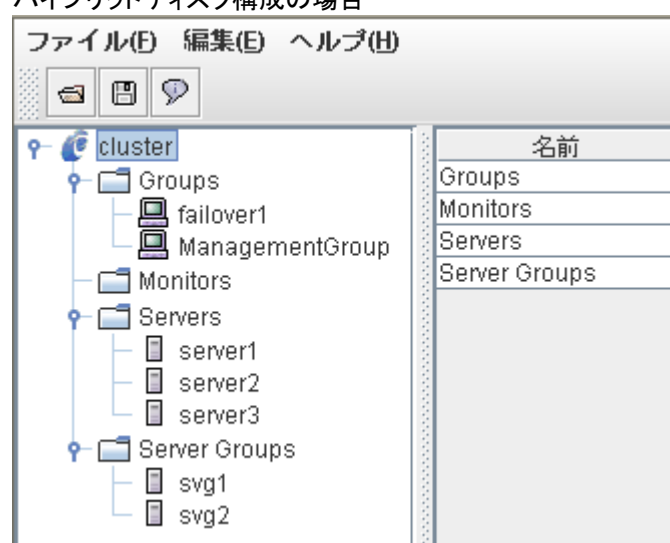 ハイブリッドディスク構成の場合
ファイル(F) 編集(E) ヘルプ(H)
cluster
Groups
failover1
ManagementGroup
Monitors
Servers
server1
server2
server3
Server Groups
svg1
svg2
名前
Groups
Monitors
Servers
Server Groups